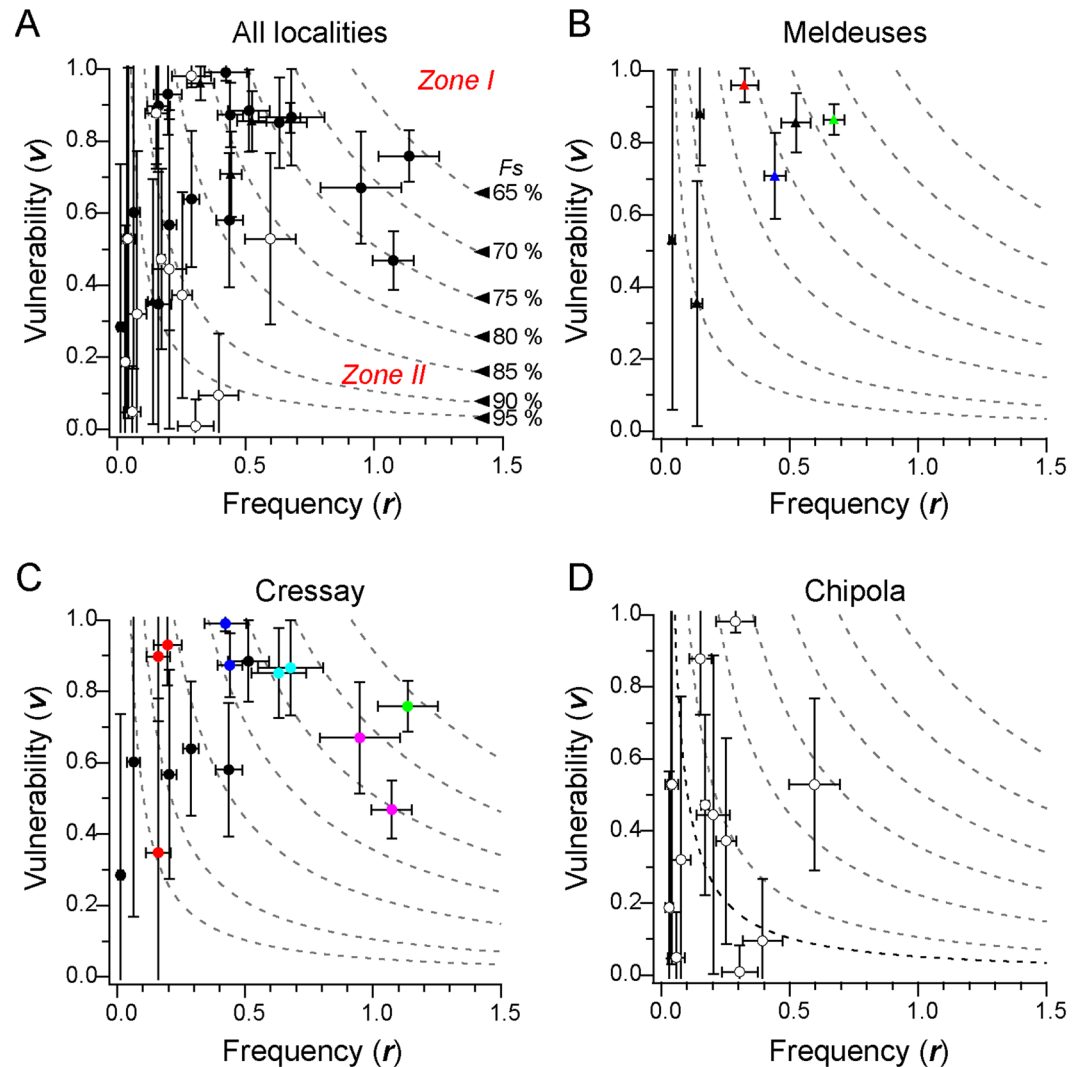 A
All localities
Zone I
Zone II
Fs
65 %
70 %
75 %
80 %
85 %
90 %
95 %
1.0
0.8
0.6
0.4
0.2
0.0
Vulnerability (v)
0.0 0.5 1.0 1.5
Frequency (r)
B
Meldeuses
1.0
0.8
0.6
0.4
0.2
0.0
Vulnerability (v)
0.0 0.5 1.0 1.5
Frequency (r)
C
Cressay
1.0
0.8
0.6
0.4
0.2
0.0
Vulnerability (v)
0.0 0.5 1.0 1.5
Frequency (r)
D
Chipola
1.0
0.8
0.6
0.4
0.2
0.0
Vulnerability (v)
0.0 0.5 1.0 1.5
Frequency (r)